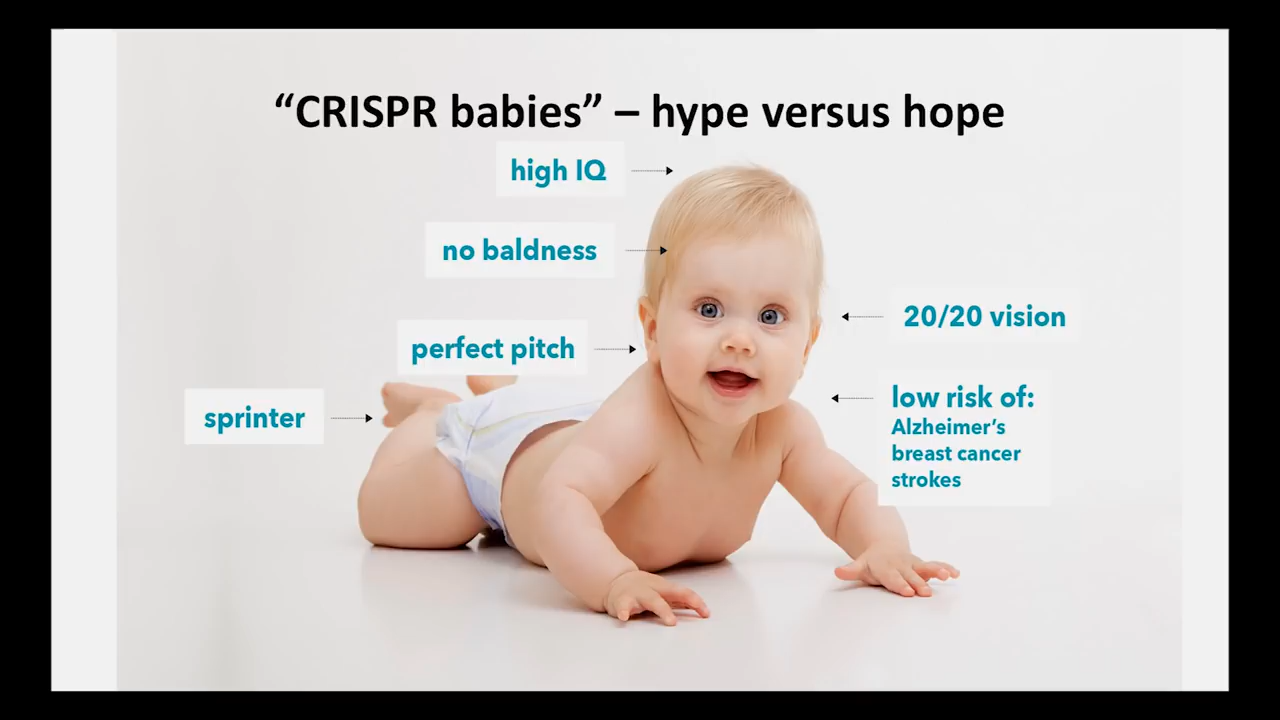 “CRISPR babies” – hype versus hope
high IQ
no baldness
20/20 vision
perfect pitch
low risk of:
Alzheimer’s
breast cancer
strokes
sprinter